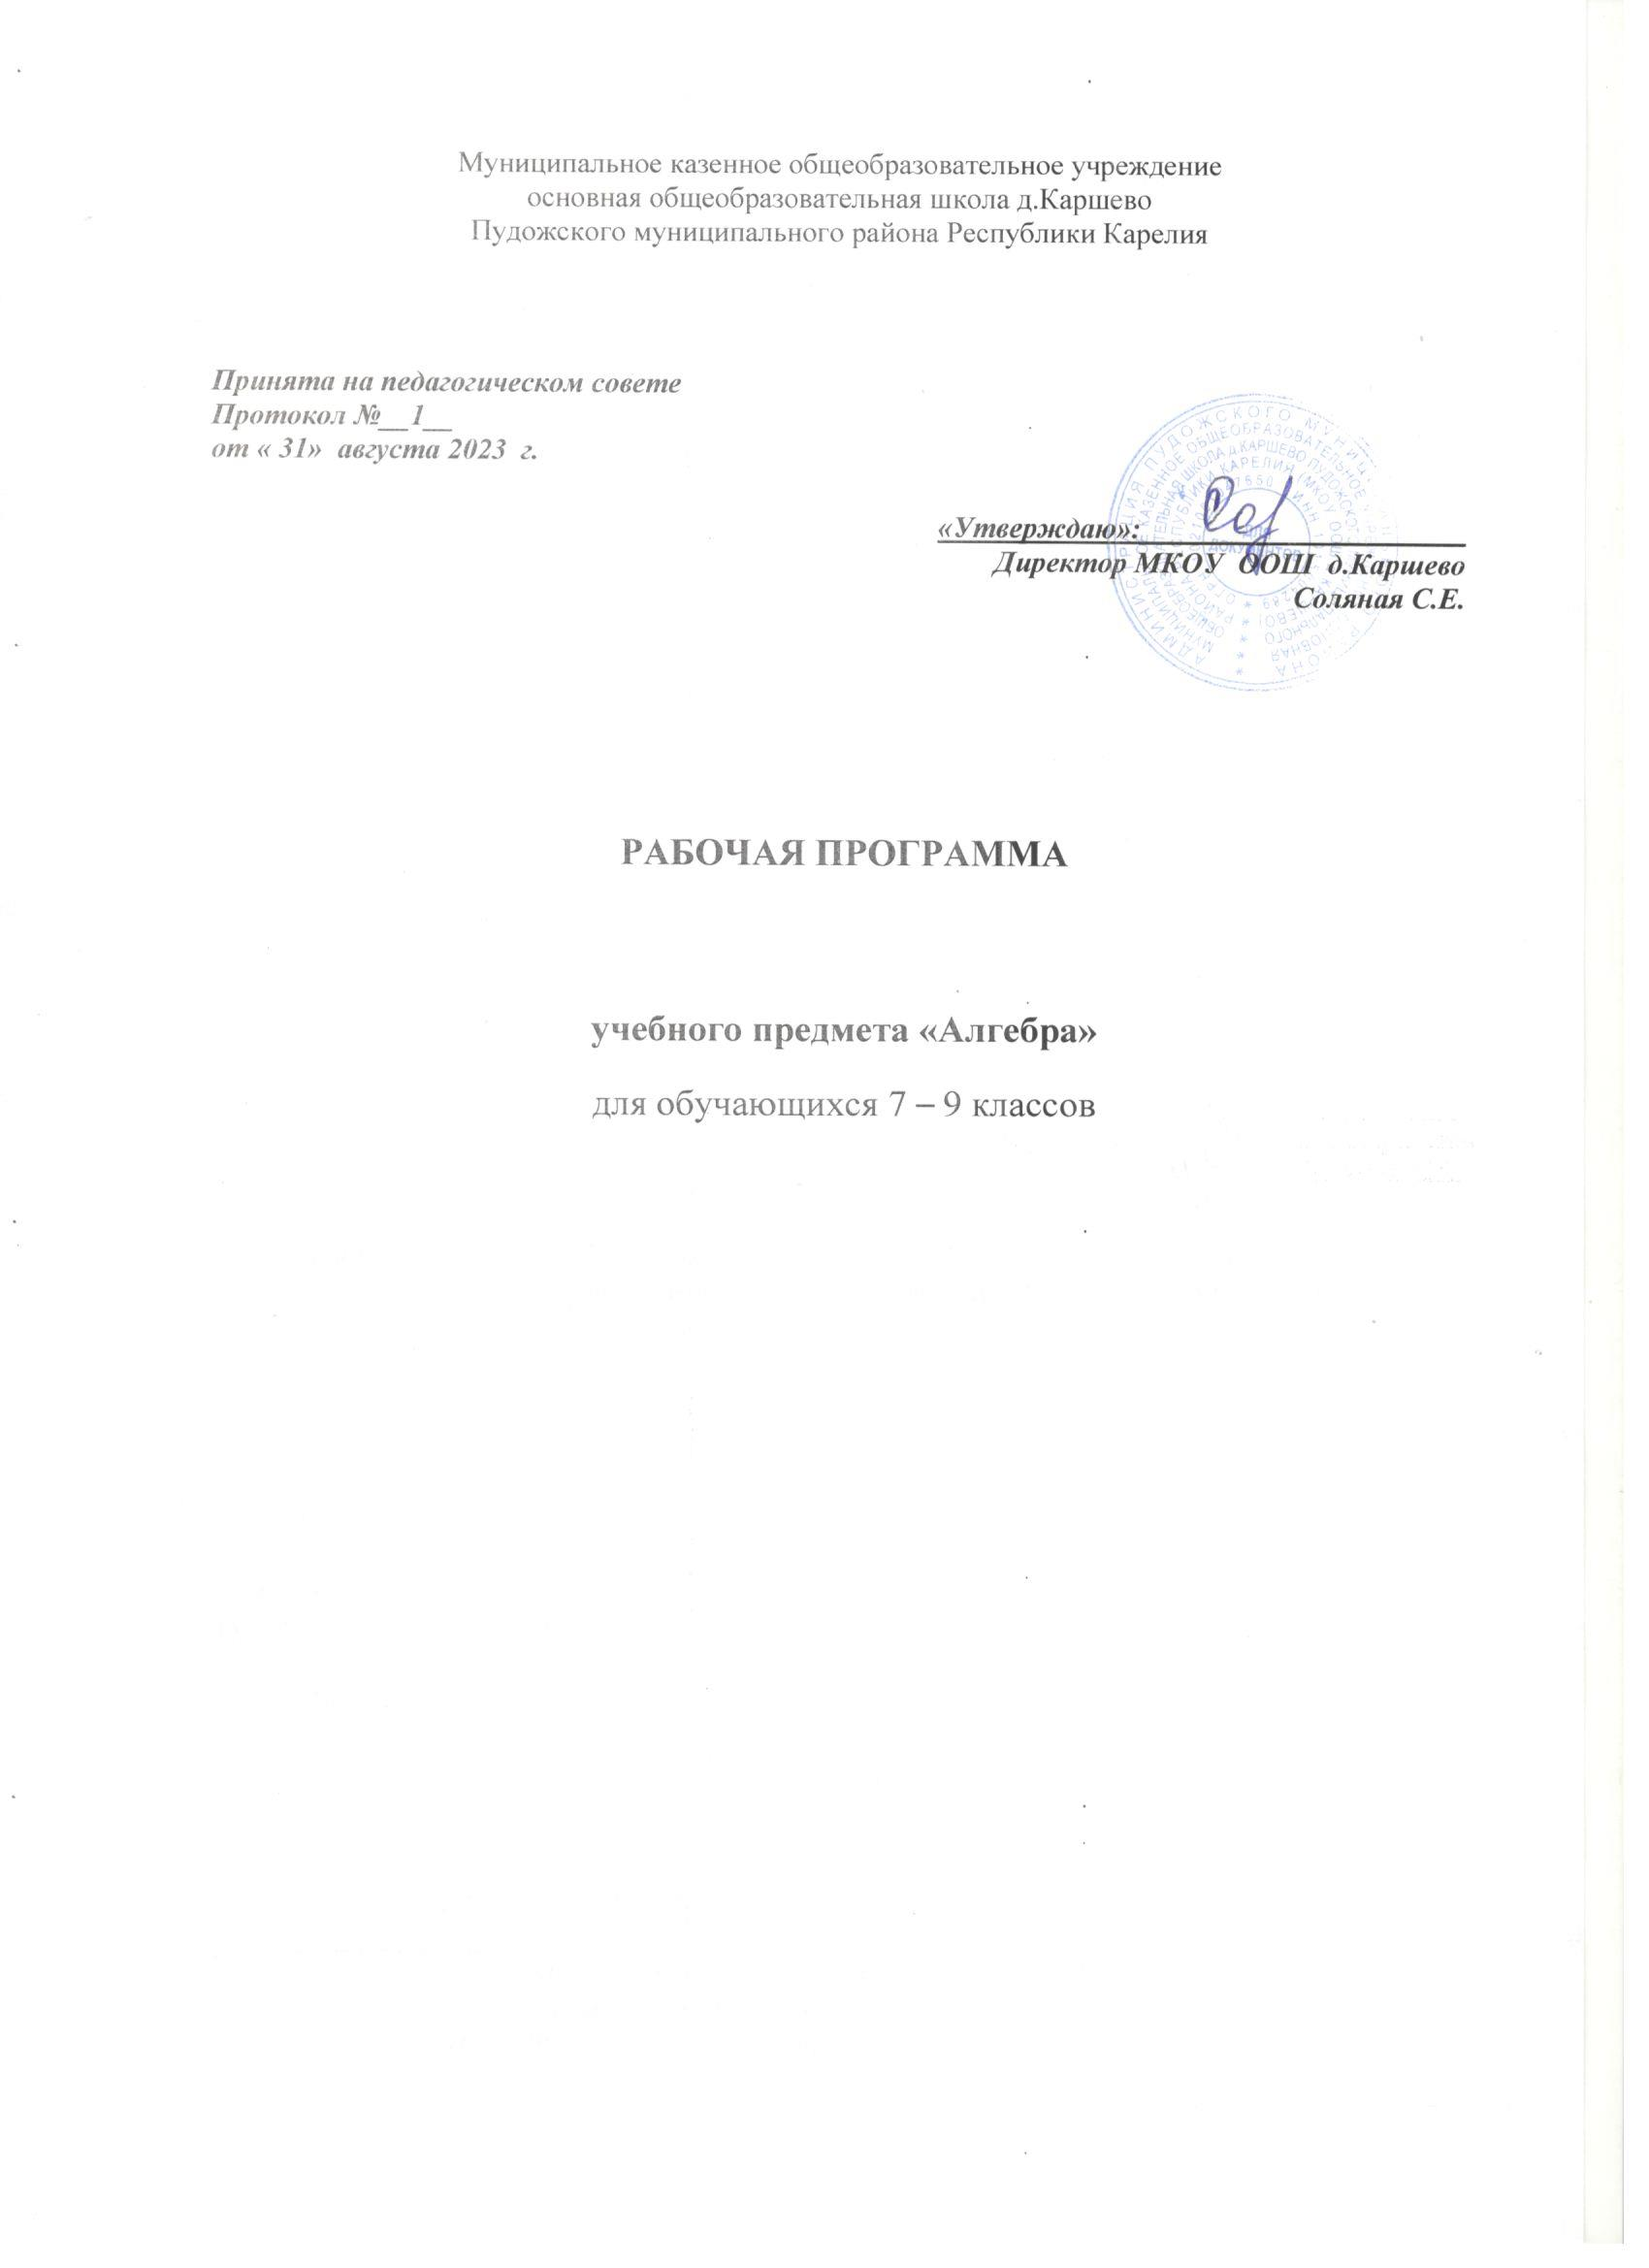 Муниципальное казенное общеобразовательное учреждение
основная общеобразовательная школа д.Каршево
Пудожского муниципального района Республики Карелия
Принята на педагогическом совете
Протокол №__1__
от « 31»  августа 2023  г.
«Утверждаю»:
Директор МКОУ  ООШ  д.Каршево
Соляная С.Е.
РАБОЧАЯ ПРОГРАММА
учебного предмета «Алгебра»
для обучающихся 7 – 9 классов